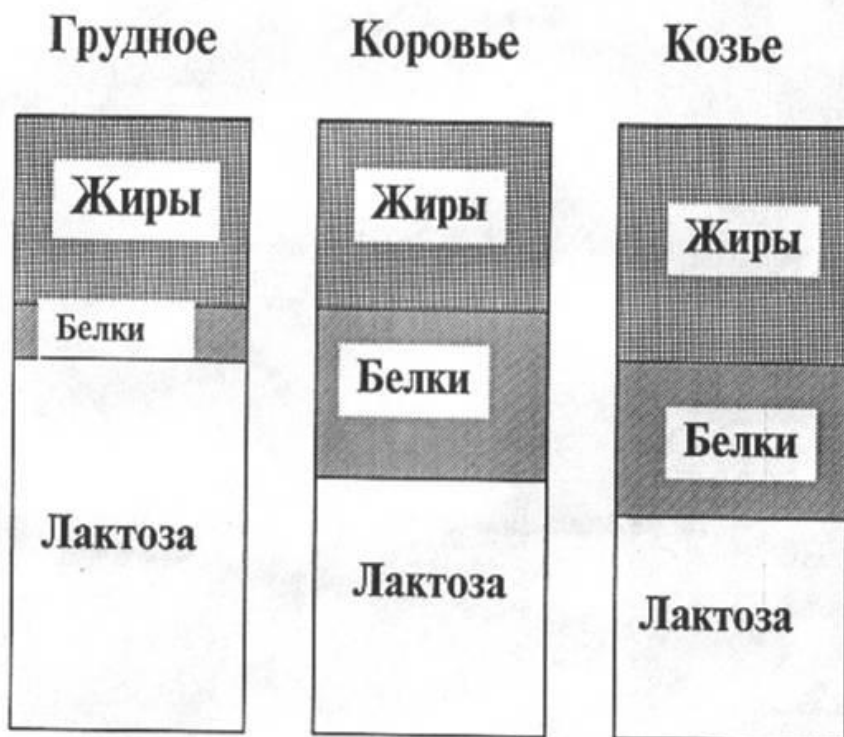 Грудное
Коровье
Козье
Жиры
Жиры
Жиры
Белки
Белки
Белки
Лактоза
Лактоза
Лактоза